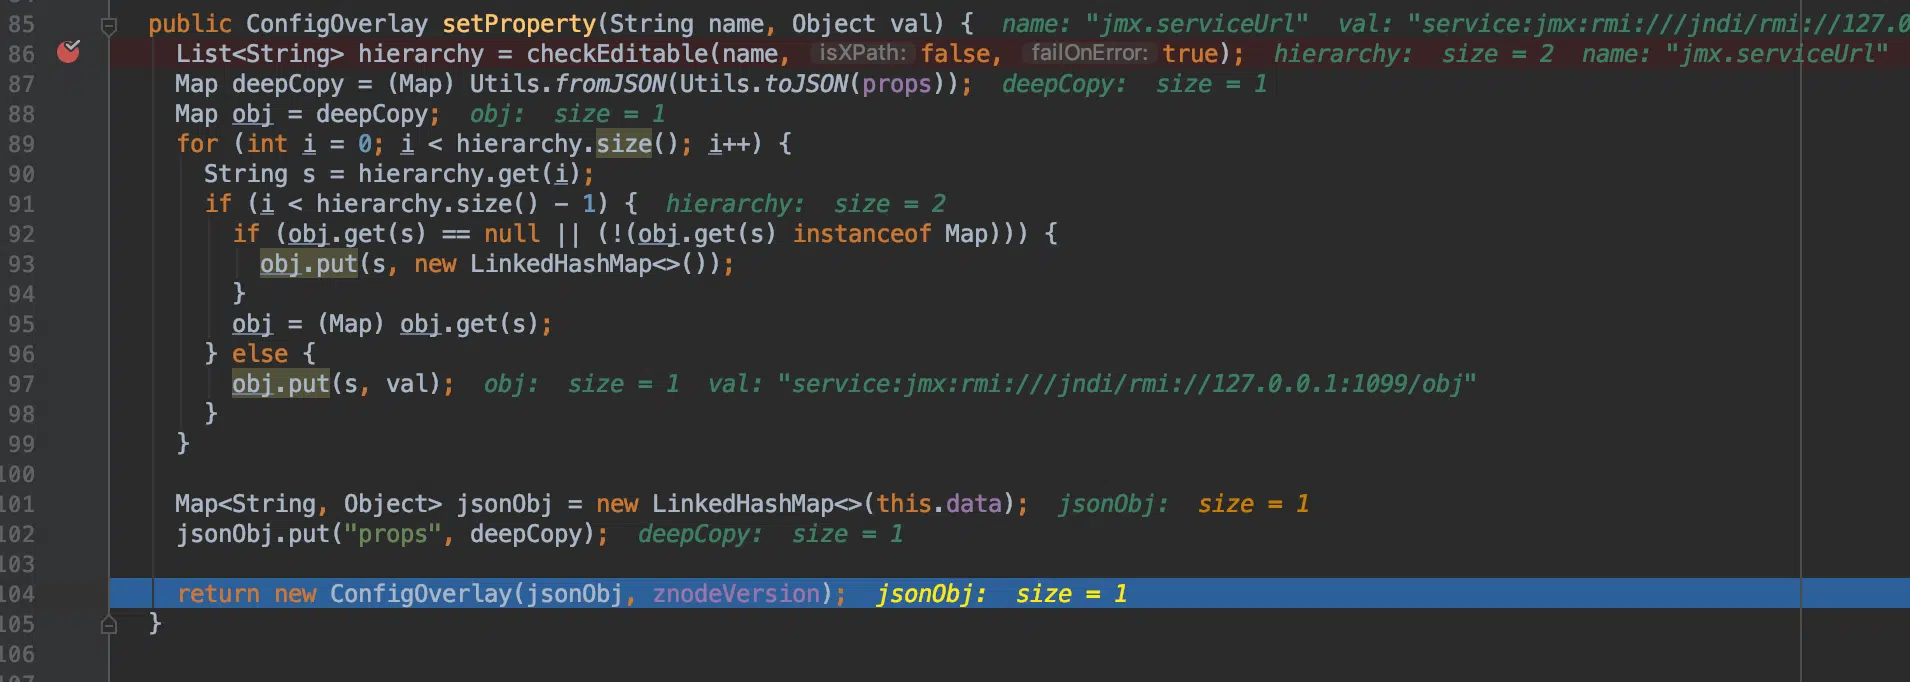 85 public ConfigOverlay setProperty(String name, Object val) { name: "jmx.serviceUrl" val: "service:jmx:rmi:///jndi/rmi://127.0
86 List<String> hierarchy = checkEditable(name, isXPath: false, failOnError: true); hierarchy: size = 2 name: "jmx.serviceUrl"
87 Map deepCopy = (Map) Utils.fromJSON(Utils.toJSON(props)); deepCopy: size = 1
88 Map obj = deepCopy; obj: size = 1
89 for (int i = 0; i < hierarchy.size(); i++) {
90 String s = hierarchy.get(i);
91 if (i < hierarchy.size() - 1) { hierarchy: size = 2
92 if (obj.get(s) == null || (!(obj.get(s) instanceof Map))) {
93 obj.put(s, new LinkedHashMap<>());
94 }
95 obj = (Map) obj.get(s);
96 } else {
97 obj.put(s, val); obj: size = 1 val: "service:jmx:rmi:///jndi/rmi://127.0.0.1:1099/obj"
98 }
99 }
100
101 Map<String, Object> jsonObj = new LinkedHashMap<>(this.data); jsonObj: size = 1
102 jsonObj.put("props", deepCopy); deepCopy: size = 1
103
104 return new ConfigOverlay(jsonObj, znodeVersion); jsonObj: size = 1
105 }
106